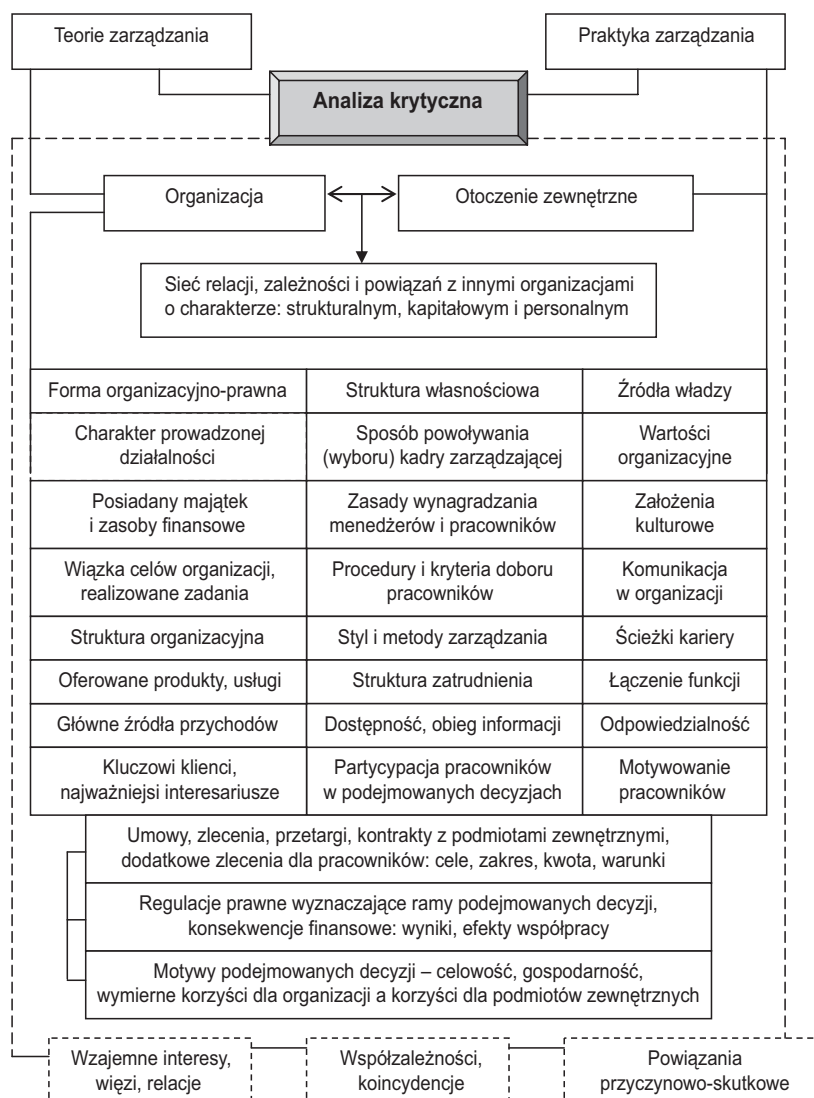 Teorie zarządzania
Praktyka zarządzania
Analiza krytyczna
Organizacja
Otoczenie zewnętrzne
Sieć relacji, zależności i powiązań z innymi organizacjami
o charakterze: strukturalnym, kapitałowym i personalnym
Forma organizacyjno-prawna
Struktura własnościowa
Źródła władzy
Charakter prowadzonej
działalności
Sposób powoływania
(wyboru) kadry zarządzającej
Wartości
organizacyjne
Posiadany majątek
i zasoby finansowe
Zasady wynagradzania
menedżerów i pracowników
Założenia
kulturowe
Wiązka celów organizacji,
realizowane zadania
Procedury i kryteria doboru
pracowników
Komunikacja
w organizacji
Struktura organizacyjna
Styl i metody zarządzania
Ścieżki kariery
Oferowane produkty, usługi
Struktura zatrudnienia
Łączenie funkcji
Główne źródła przychodów
Dostępność, obieg informacji
Odpowiedzialność
Kluczowi klienci,
najważniejsi interesariusze
Partycypacja pracowników
w podejmowanych decyzjach
Motywowanie
pracowników
Umowy, zlecenia, przetargi, kontrakty z podmiotami zewnętrznymi,
dodatkowe zlecenia dla pracowników: cele, zakres, kwota, warunki
Regulacje prawne wyznaczające ramy podejmowanych decyzji,
konsekwencje finansowe: wyniki, efekty współpracy
Motywy podejmowanych decyzji – celowość, gospodarność,
wymierne korzyści dla organizacji a korzyści dla podmiotów zewnętrznych
Wzajemne interesy,
więzi, relacje
Współzależności,
koincydencje
Powiązania
przyczynowo-skutkowe